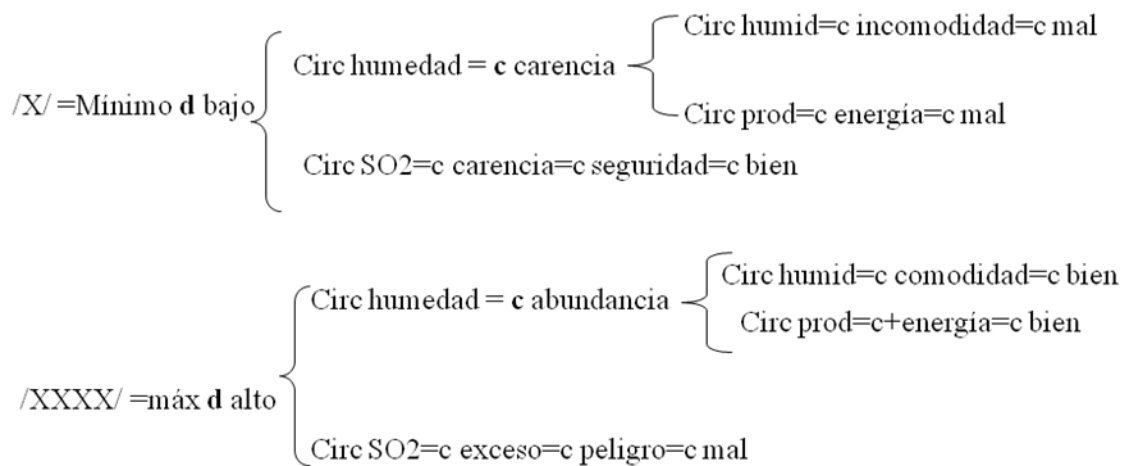 Circ humid=c incomodidad=c mal
Circ humedad = c carencia
/X/ =Mínimo d bajo
Circ prod=c energía=c mal
Circ SO2=c carencia=c seguridad=c bien
Circ humid=c comodidad=c bien
Circ humedad = c abundancia
Circ prod=c+energía=c bien
/XXXX/ =máx d alto
Circ SO2=c exceso=c peligro=c mal